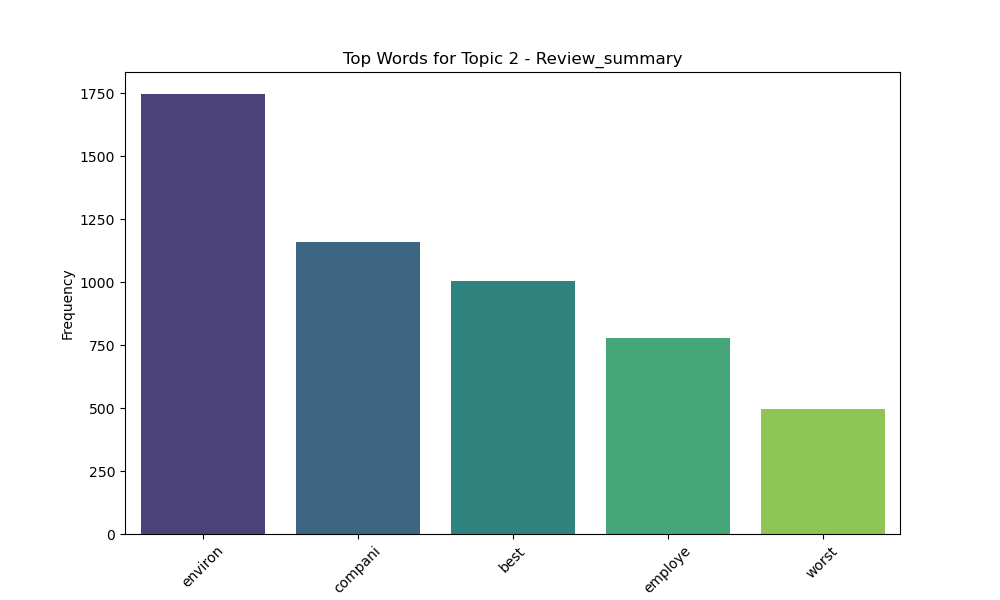 Top Words for Topic 2 - Review_summary
Frequency
1750
1500
1250
1000
750
500
250
0
environ
compani
best
employe
worst